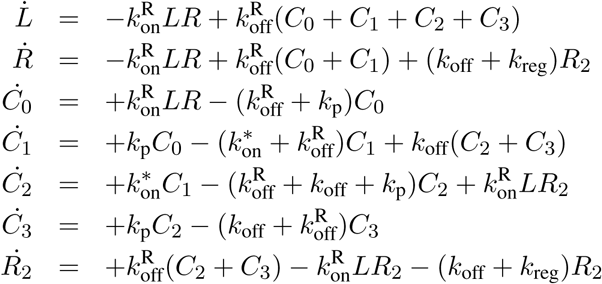 L̇ = −k_on^R LR + k_off^R(C_0 + C_1 + C_2 + C_3)
Ṙ = −k_on^R LR + k_off^R(C_0 + C_1) + (k_off + k_reg)R_2
Ċ_0 = +k_on^R LR − (k_off^R + k_p)C_0
Ċ_1 = +k_p C_0 − (k_on^* + k_off^R)C_1 + k_off(C_2 + C_3)
Ċ_2 = +k_on^* C_1 − (k_off^R + k_off + k_p)C_2 + k_on^R LR_2
Ċ_3 = +k_p C_2 − (k_off + k_off^R)C_3
Ṙ_2 = +k_off^R(C_2 + C_3) − k_on^R LR_2 − (k_off + k_reg)R_2